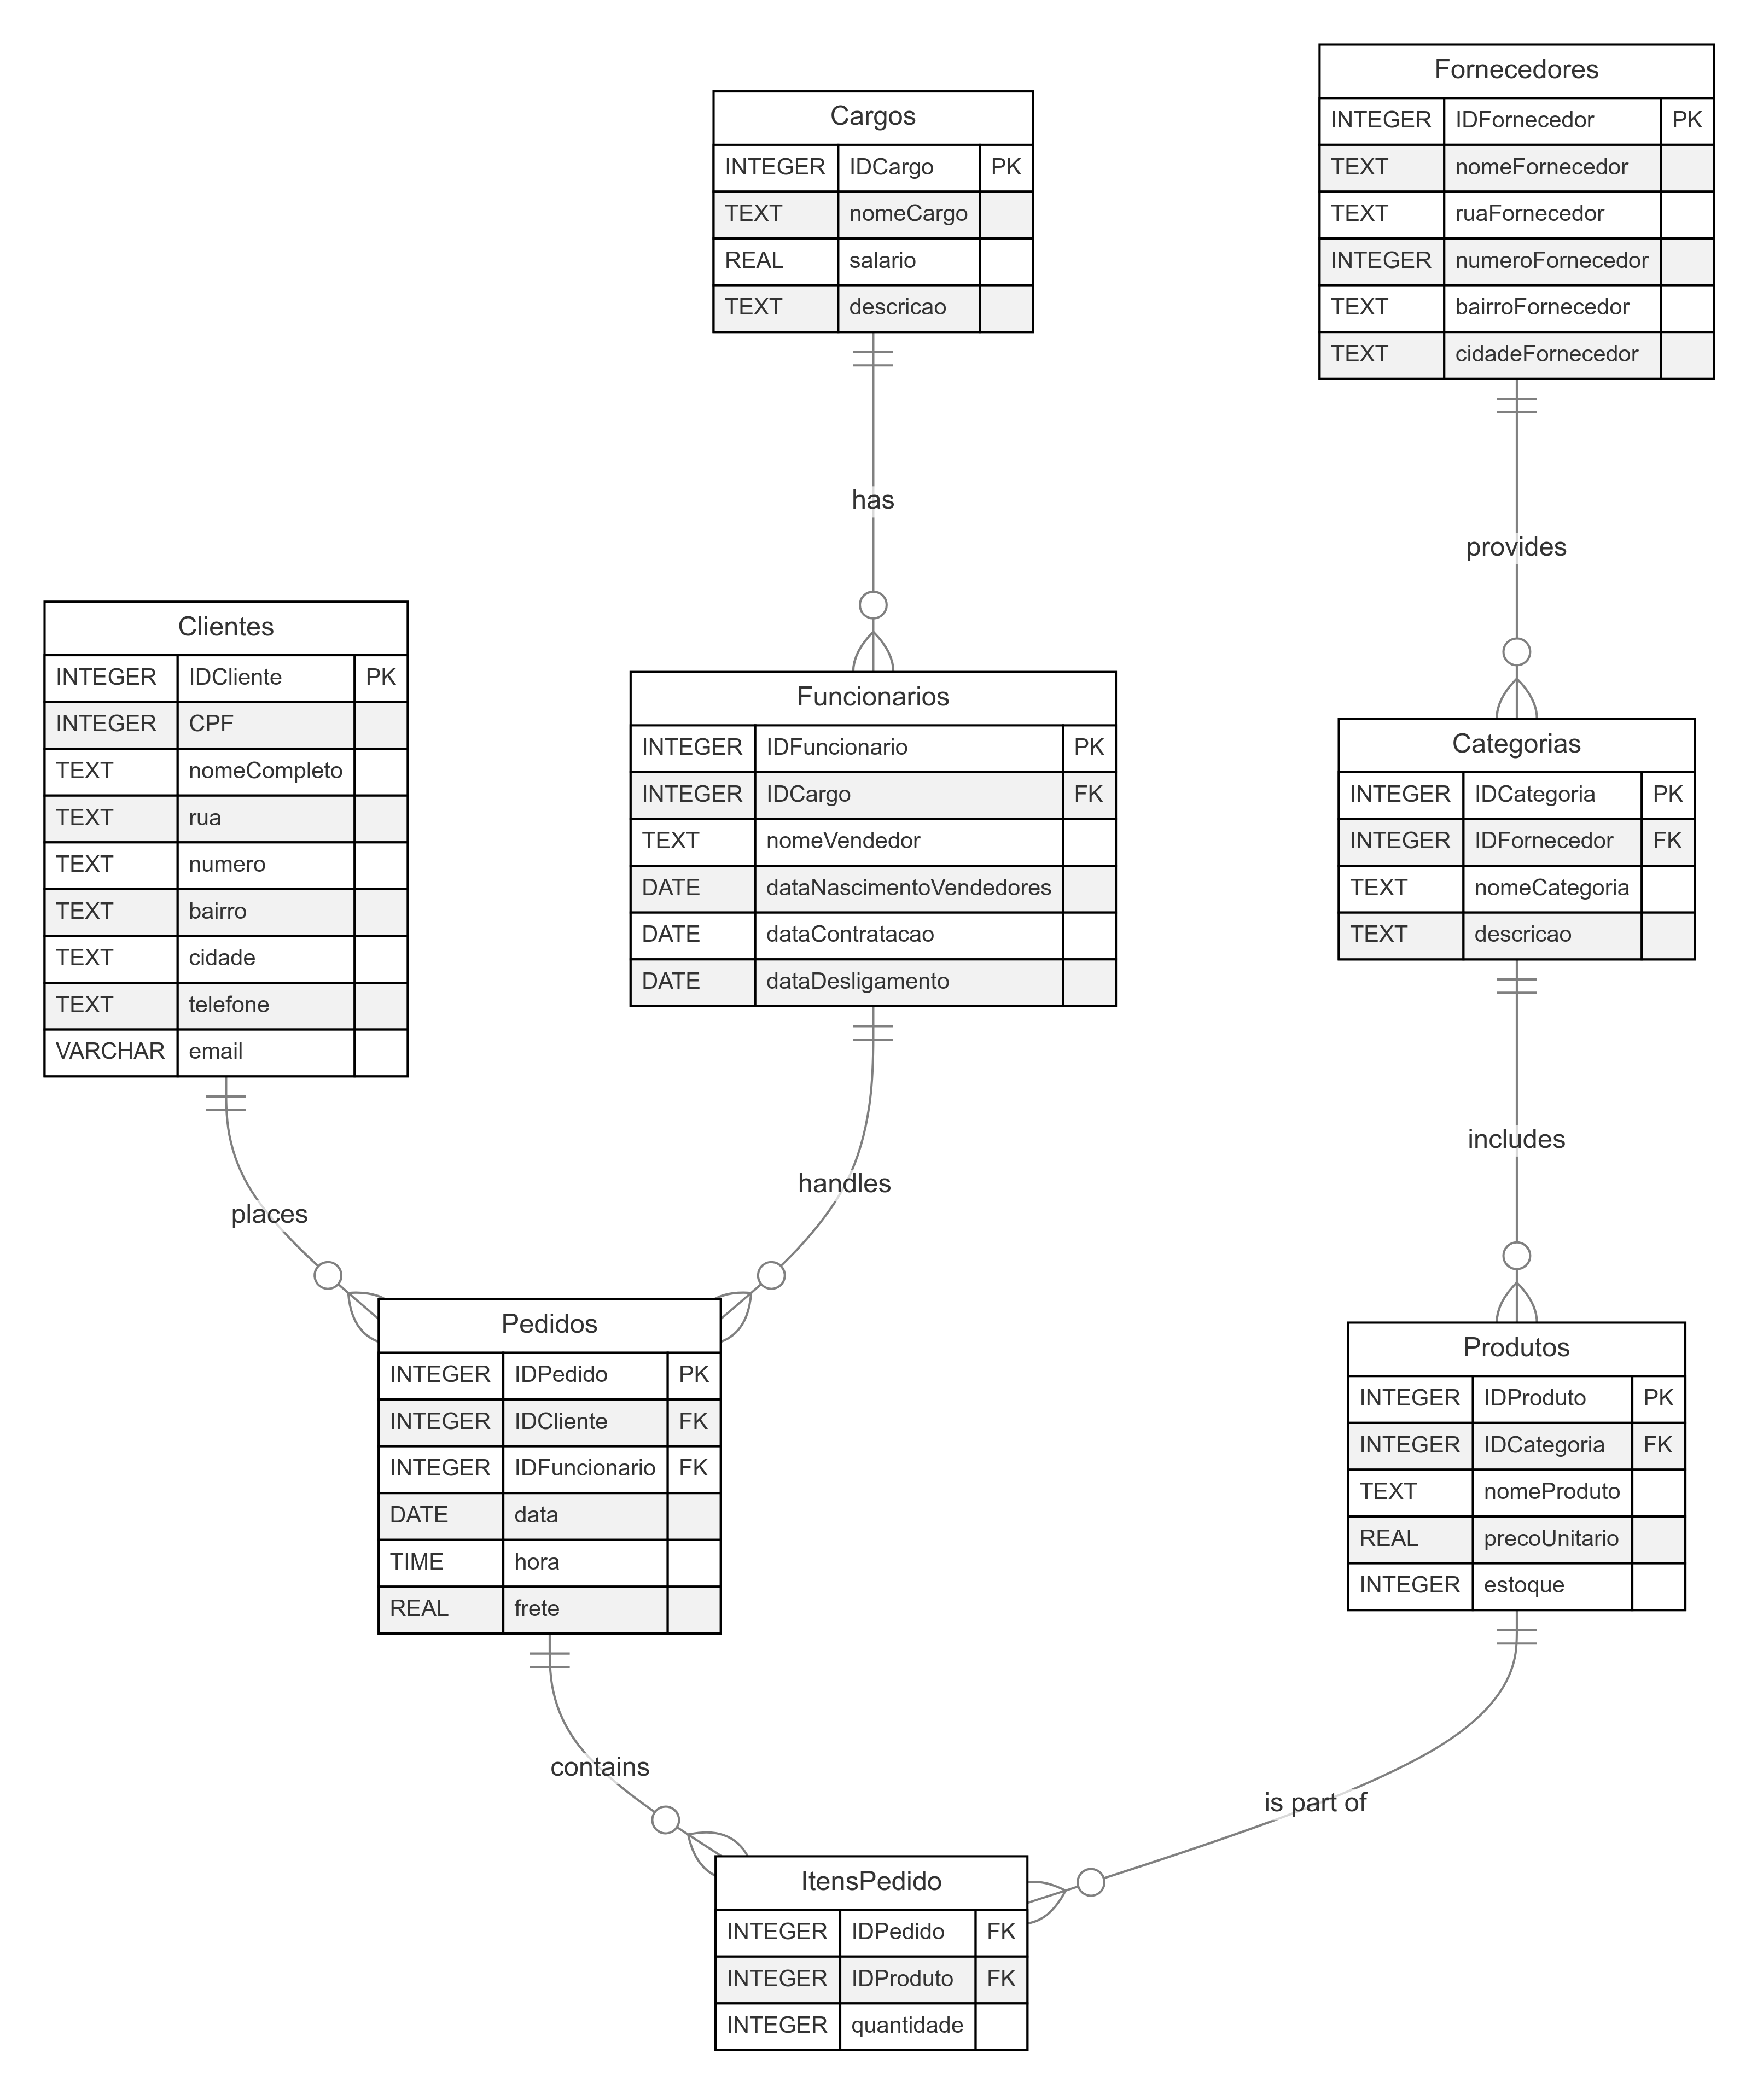 Fornecedores
INTEGER IDFornecedor PK
TEXT nomeFornecedor
TEXT ruaFornecedor
INTEGER numeroFornecedor
TEXT bairroFornecedor
TEXT cidadeFornecedor
Cargos
INTEGER IDCargo PK
TEXT nomeCargo
REAL salario
TEXT descricao
has
provides
Clientes
INTEGER IDCliente PK
INTEGER CPF
TEXT nomeCompleto
TEXT rua
TEXT numero
TEXT bairro
TEXT cidade
TEXT telefone
VARCHAR email
Funcionarios
INTEGER IDFuncionario PK
INTEGER IDCargo FK
TEXT nomeVendedor
DATE dataNascimentoVendedores
DATE dataContratacao
DATE dataDesligamento
Categorias
INTEGER IDCategoria PK
INTEGER IDFornecedor FK
TEXT nomeCategoria
TEXT descricao
places
handles
includes
Pedidos
INTEGER IDPedido PK
INTEGER IDCliente FK
INTEGER IDFuncionario FK
DATE data
TIME hora
REAL frete
Produtos
INTEGER IDProduto PK
INTEGER IDCategoria FK
TEXT nomeProduto
REAL precoUnitario
INTEGER estoque
contains
is part of
ItensPedido
INTEGER IDPedido FK
INTEGER IDProduto FK
INTEGER quantidade